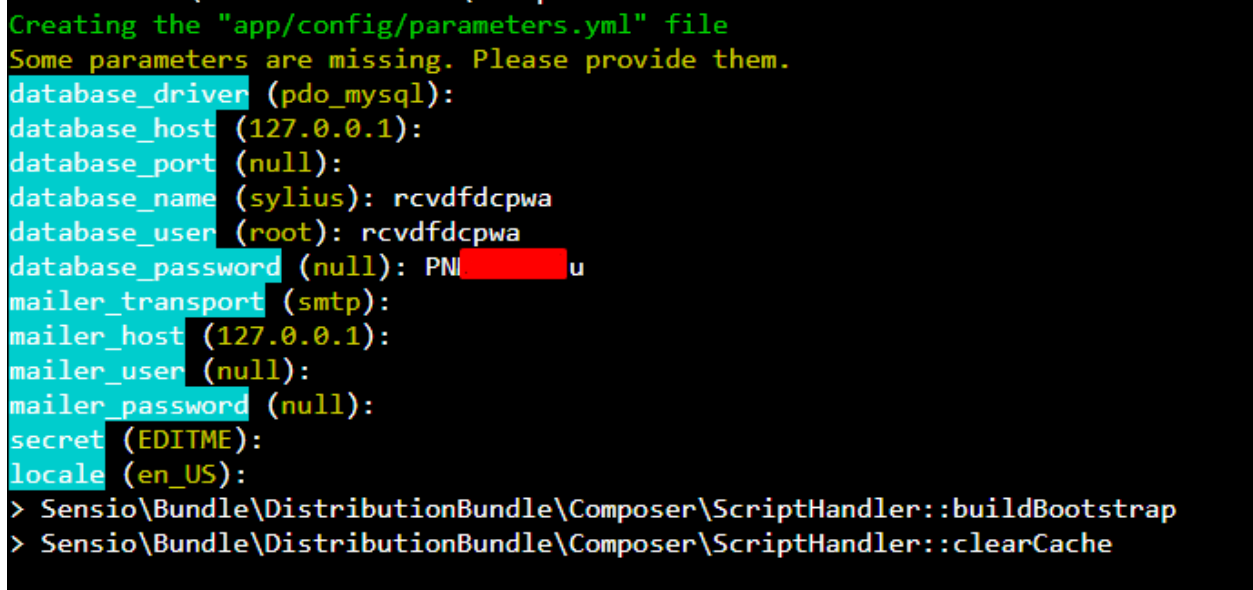 Creating the "app/config/parameters.yml" file
Some parameters are missing. Please provide them.
database_driver (pdo_mysql):
database_host (127.0.0.1):
database_port (null):
database_name (sylius): rcvdfdcpwa
database_user (root): rcvdfdcpwa
database_password (null): PN u
mailer_transport (smtp):
mailer_host (127.0.0.1):
mailer_user (null):
mailer_password (null):
secret (EDITME):
locale (en_US):
> Sensio\Bundle\DistributionBundle\Composer\ScriptHandler::buildBootstrap
> Sensio\Bundle\DistributionBundle\Composer\ScriptHandler::clearCache